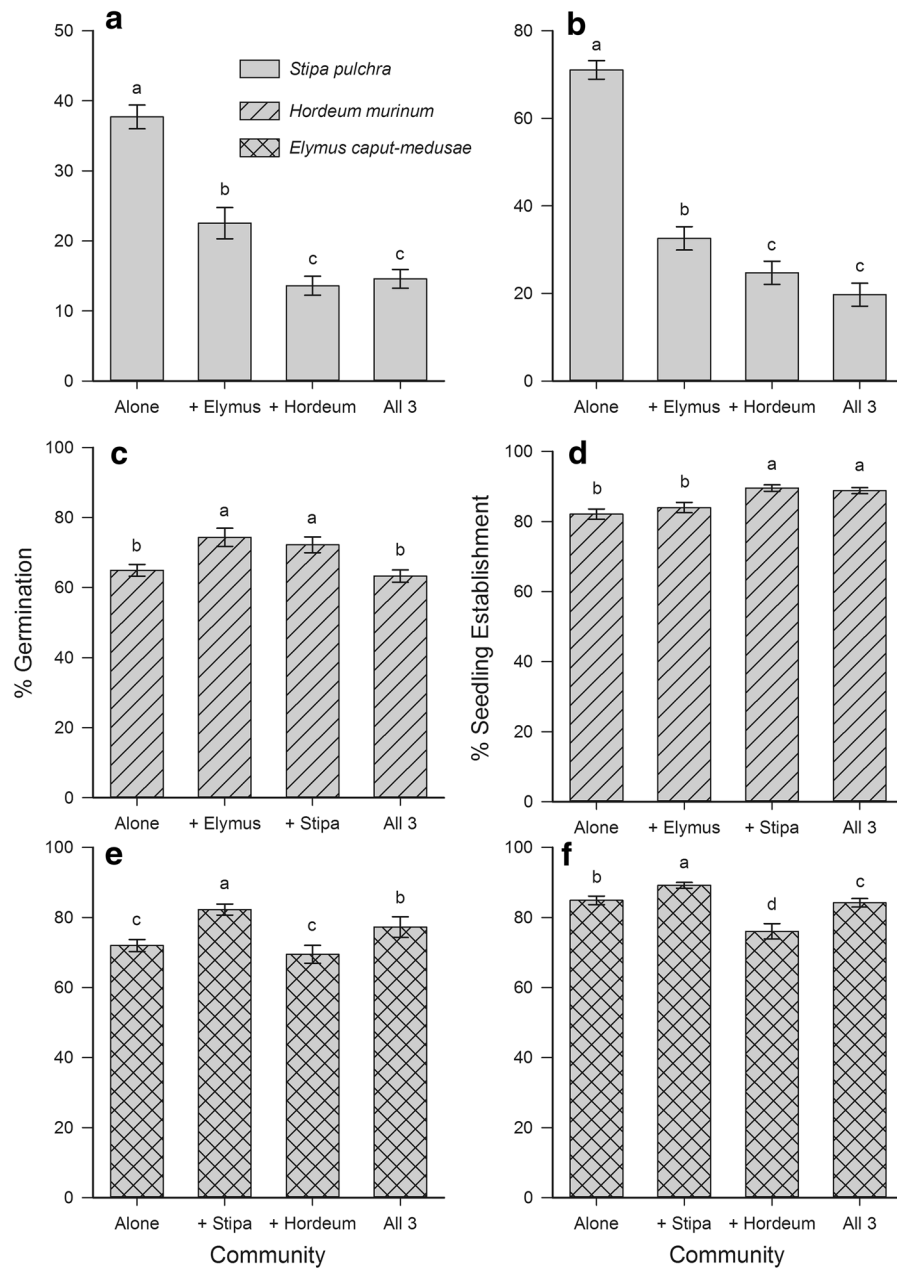 a
50
40
30
20
10
0
a
b
c
c
Stipa pulchra
Hordeum murinum
Elymus caput-medusae
Alone + Elymus + Hordeum All 3
b
80
60
40
20
0
a
b
c
c
Alone + Elymus + Hordeum All 3
c
% Germination
100
80
60
40
20
0
b
a
a
b
Alone + Elymus + Stipa All 3
d
% Seedling Establishment
100
80
60
40
20
0
b
b
a
a
Alone + Elymus + Stipa All 3
e
100
80
60
40
20
0
c
a
c
b
Alone + Stipa + Hordeum All 3
Community
f
100
80
60
40
20
0
b
a
d
c
Alone + Stipa + Hordeum All 3
Community